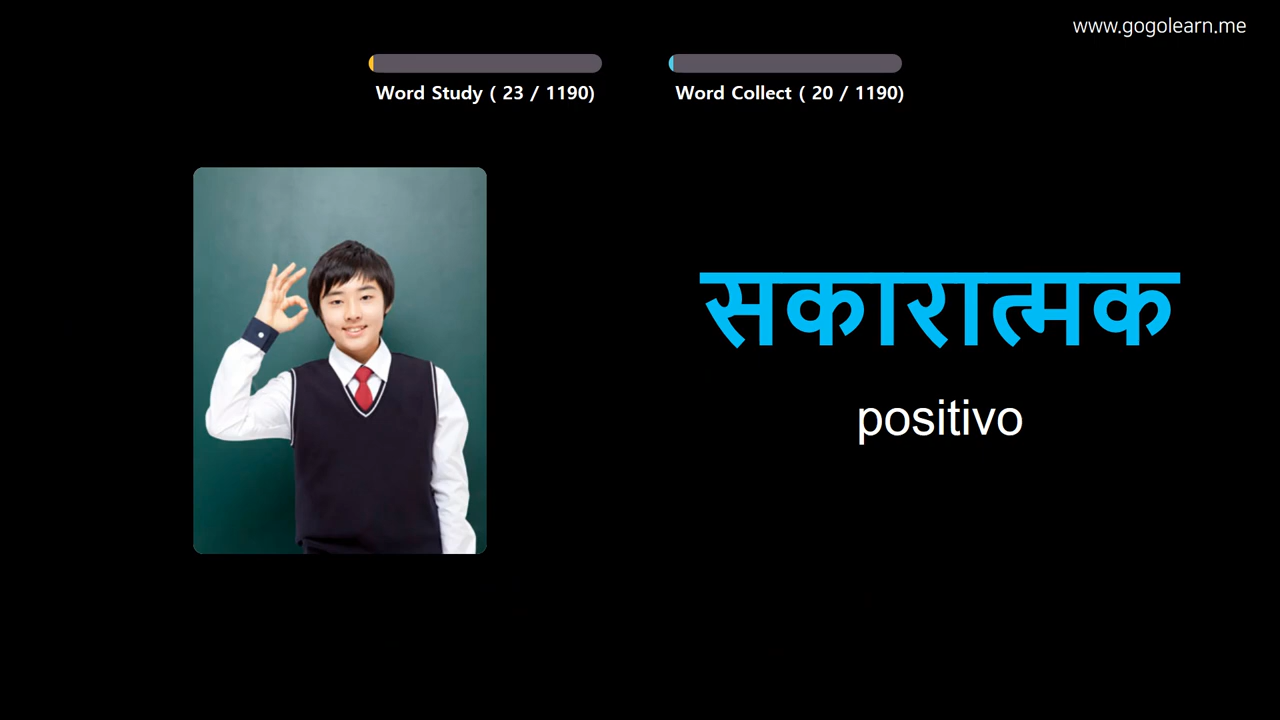 www.gogolearn.me
Word Study ( 23 / 1190)
Word Collect ( 20 / 1190)
सकारात्मक
positivo